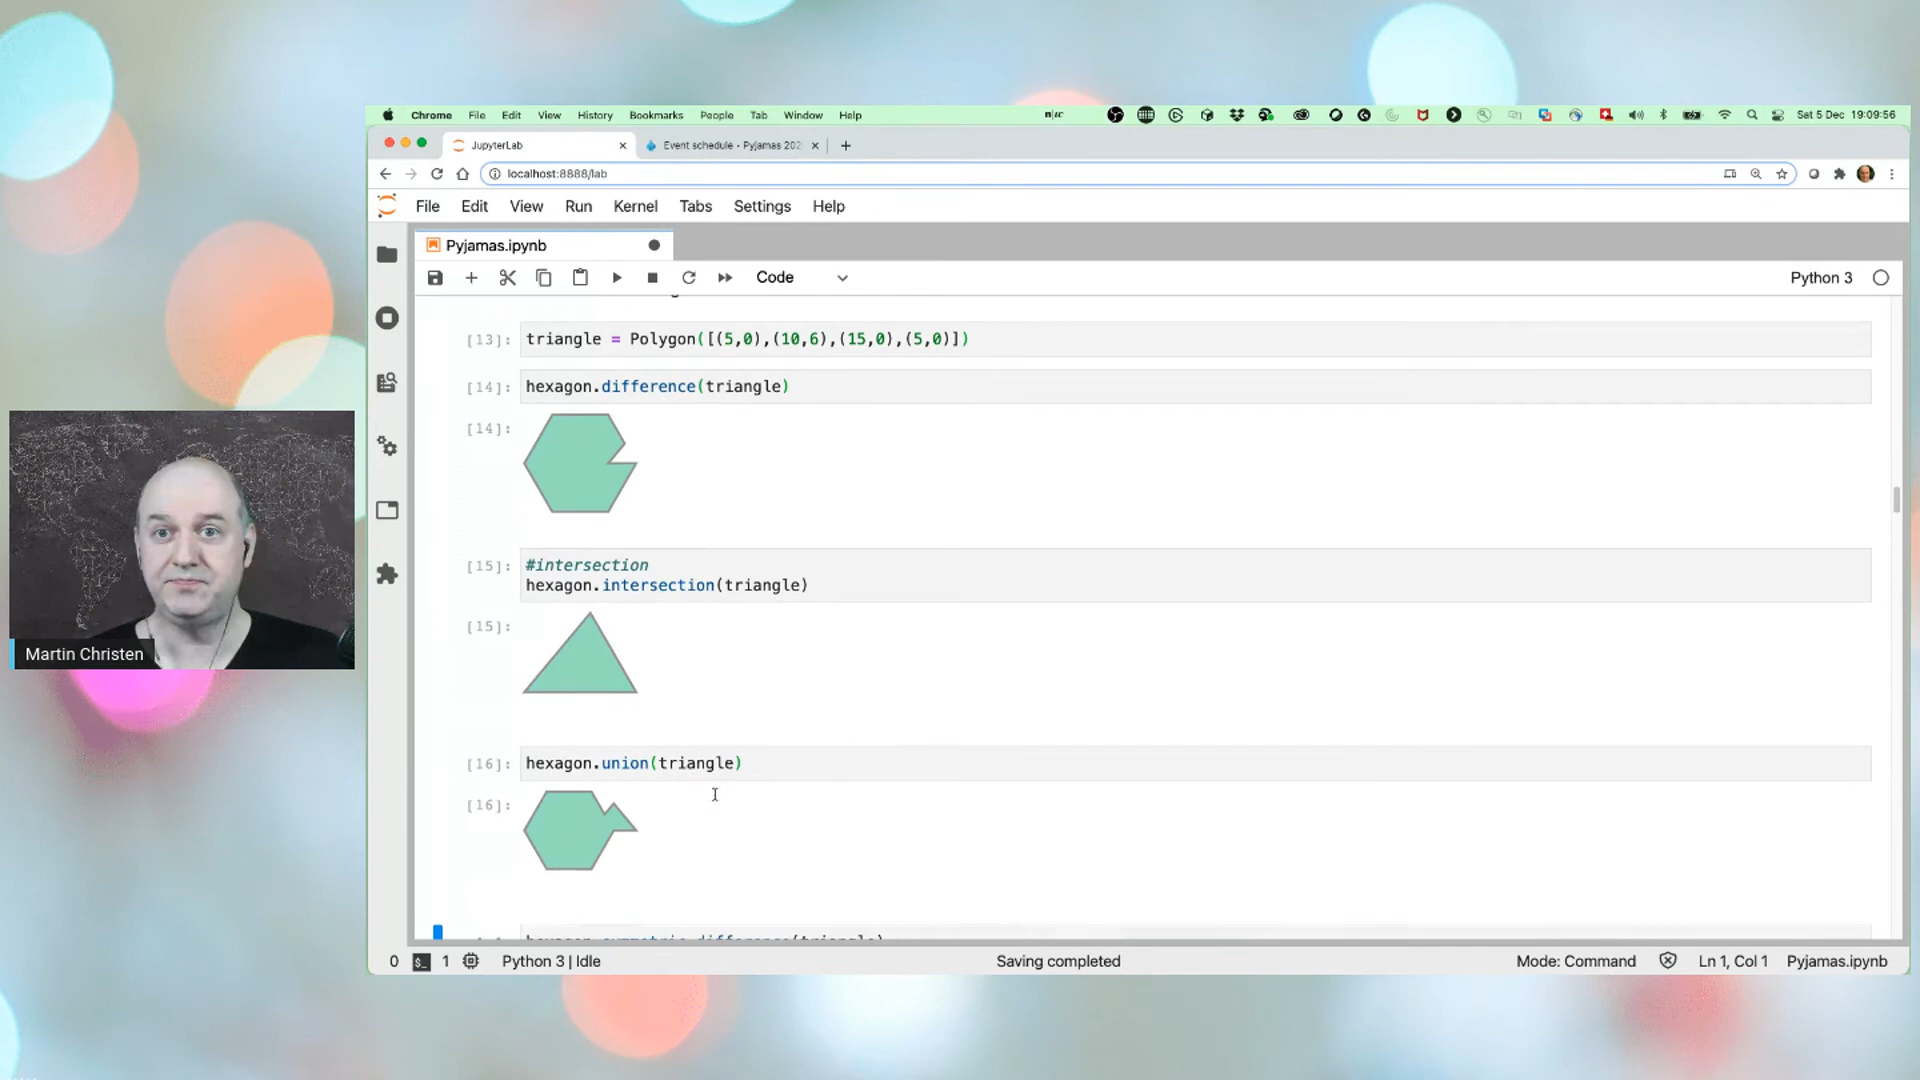 Chrome File Edit View History Bookmarks People Tab Window Help Sat 5 Dec 19:09:56
JupyterLab Event schedule • Pyjamas 202
localhost:8888/lab
File Edit View Run Kernel Tabs Settings Help
Pyjamas.ipynb
Code Python 3
[13]: triangle = Polygon([(5,0),(10,6),(15,0),(5,0)])
[14]: hexagon.difference(triangle)
[14]:
[15]: #intersection
hexagon.intersection(triangle)
[15]:
[16]: hexagon.union(triangle)
[16]:
hexagon.symmetric_difference(triangle)
Martin Christen
0 $_ 1 Python 3 | Idle Saving completed Mode: Command Ln 1, Col 1 Pyjamas.ipynb